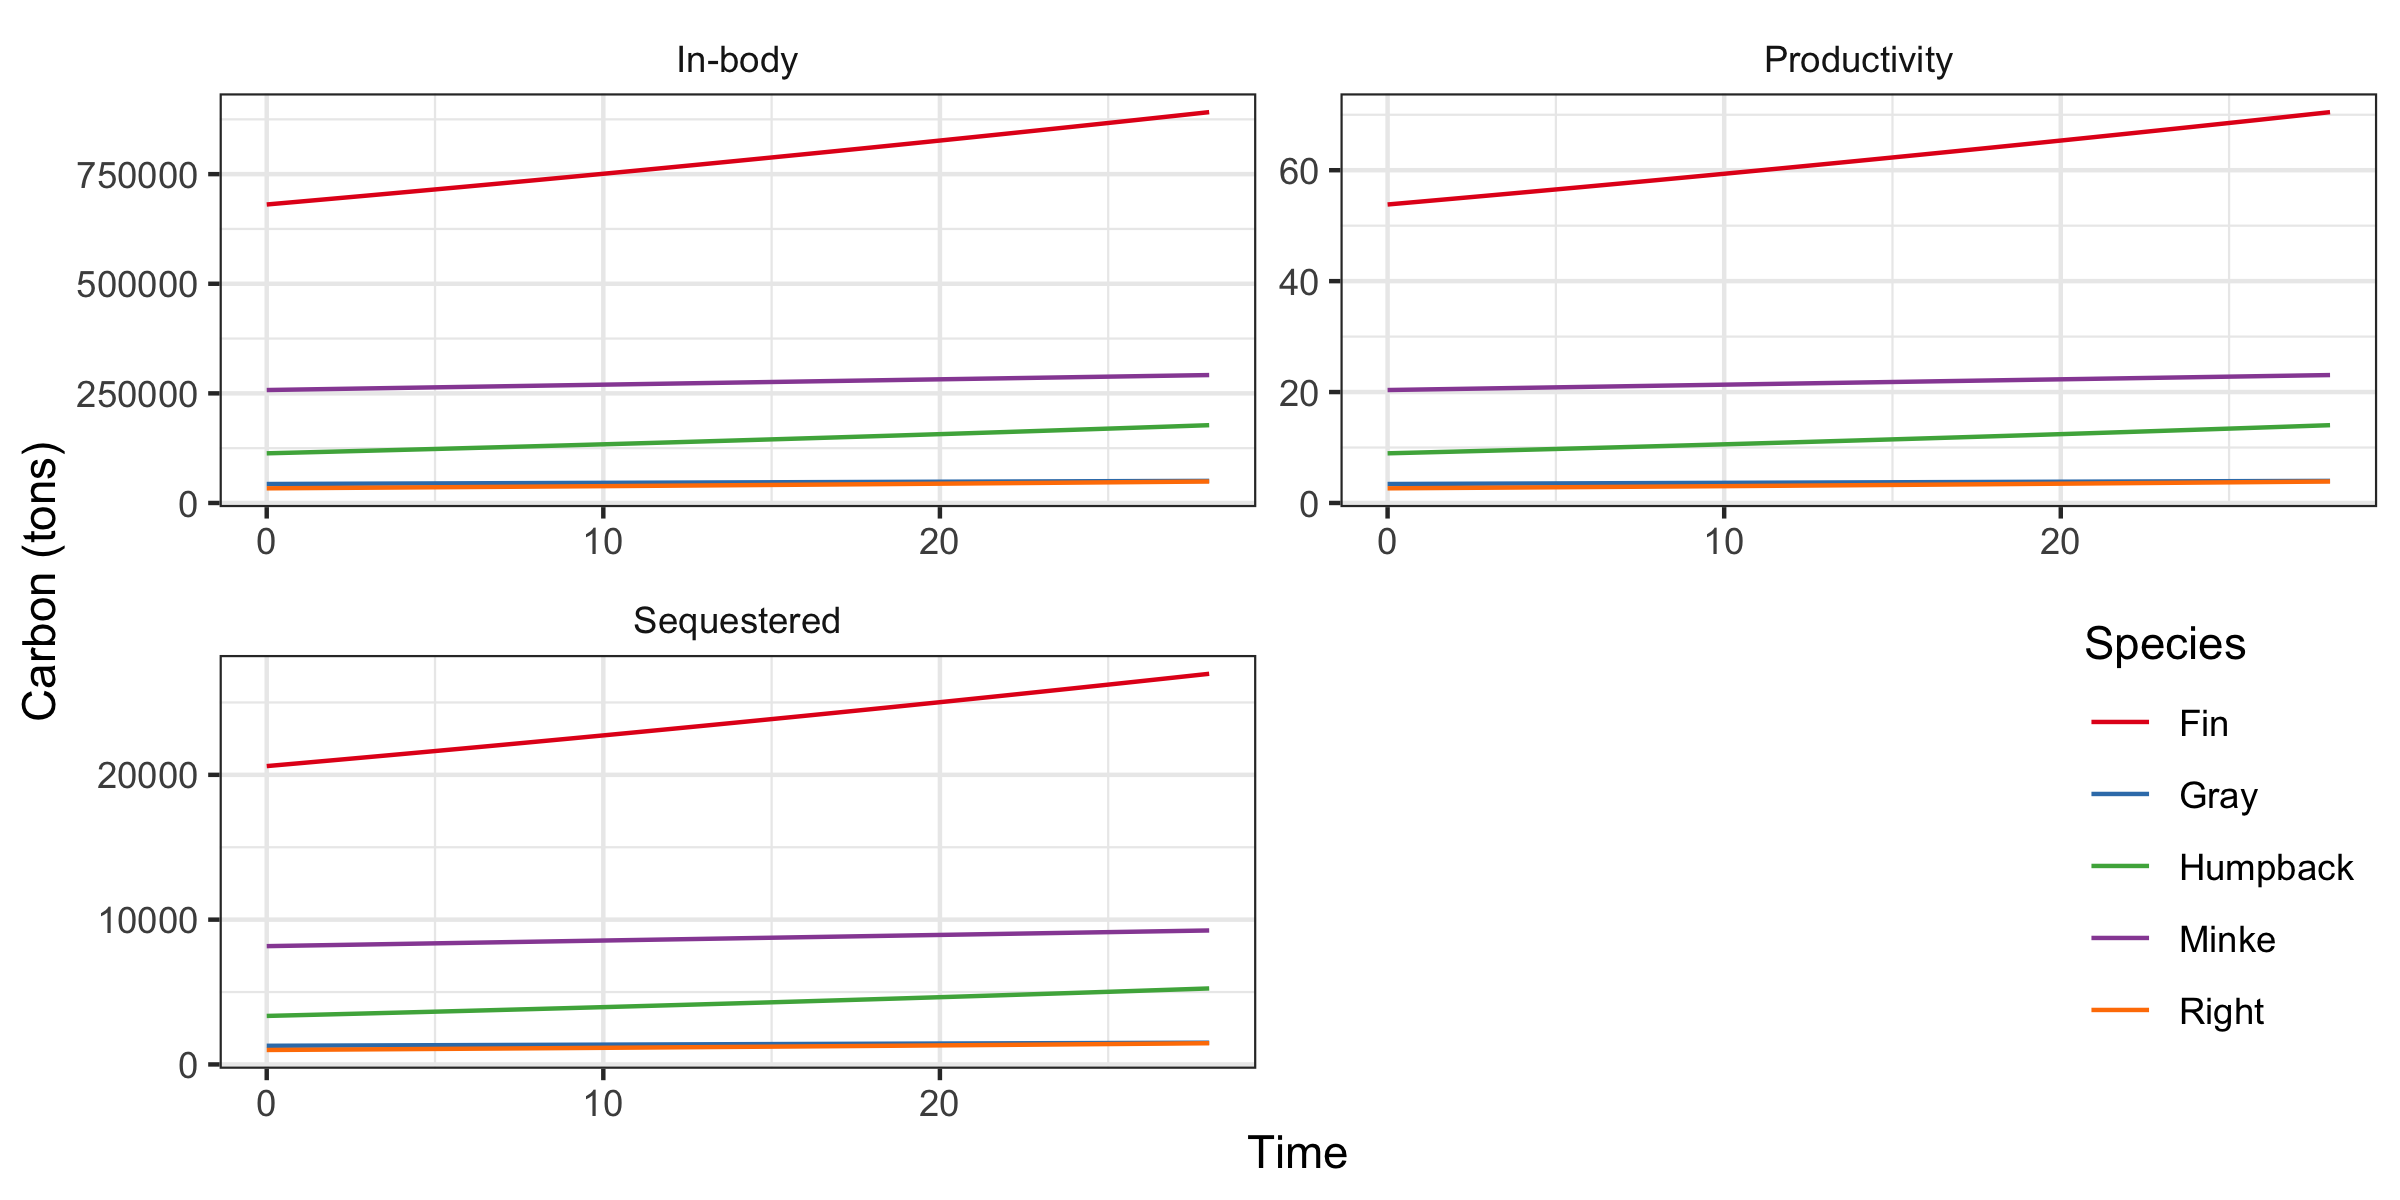 In-body
Productivity
750000
500000
250000
0
0 10 20
60
40
20
0
0 10 20
Carbon (tons)
Sequestered
20000
10000
0
0 10 20
Time
Species
Fin
Gray
Humpback
Minke
Right